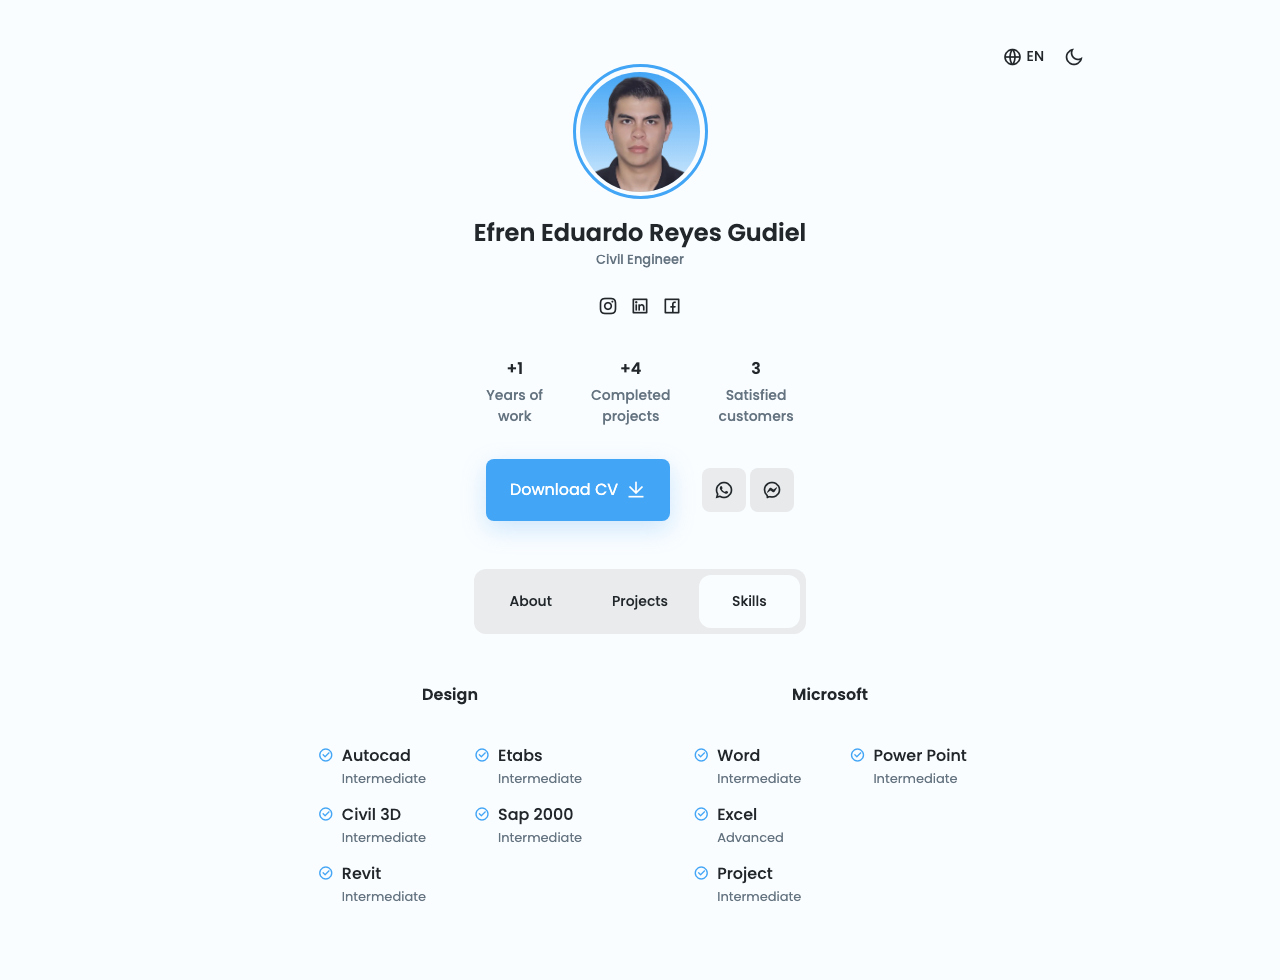 EN
Efren Eduardo Reyes Gudiel
Civil Engineer
+1
Years of
work
+4
Completed
projects
3
Satisfied
customers
Download CV
About
Projects
Skills
Design
Autocad
Intermediate
Civil 3D
Intermediate
Revit
Intermediate
Etabs
Intermediate
Sap 2000
Intermediate
Microsoft
Word
Intermediate
Excel
Advanced
Project
Intermediate
Power Point
Intermediate